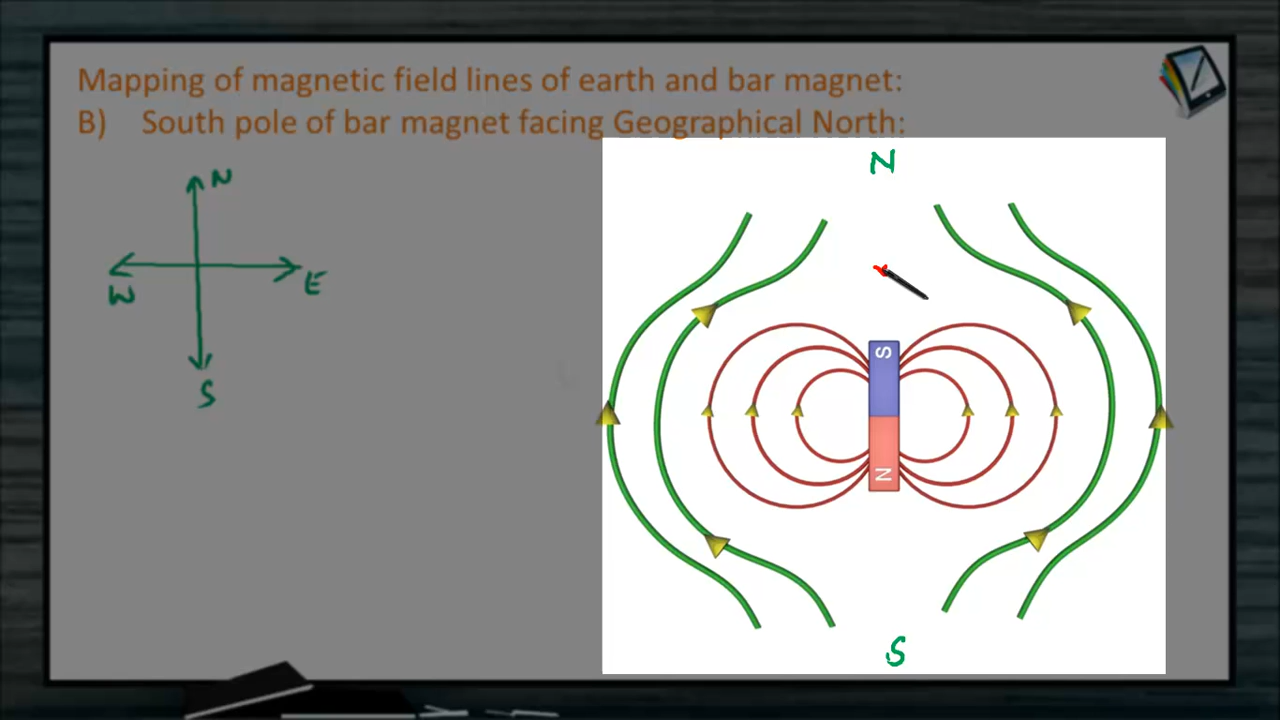 Mapping of magnetic field lines of earth and bar magnet:
B) South pole of bar magnet facing Geographical North:
N
N
W
E
S
S
N
S